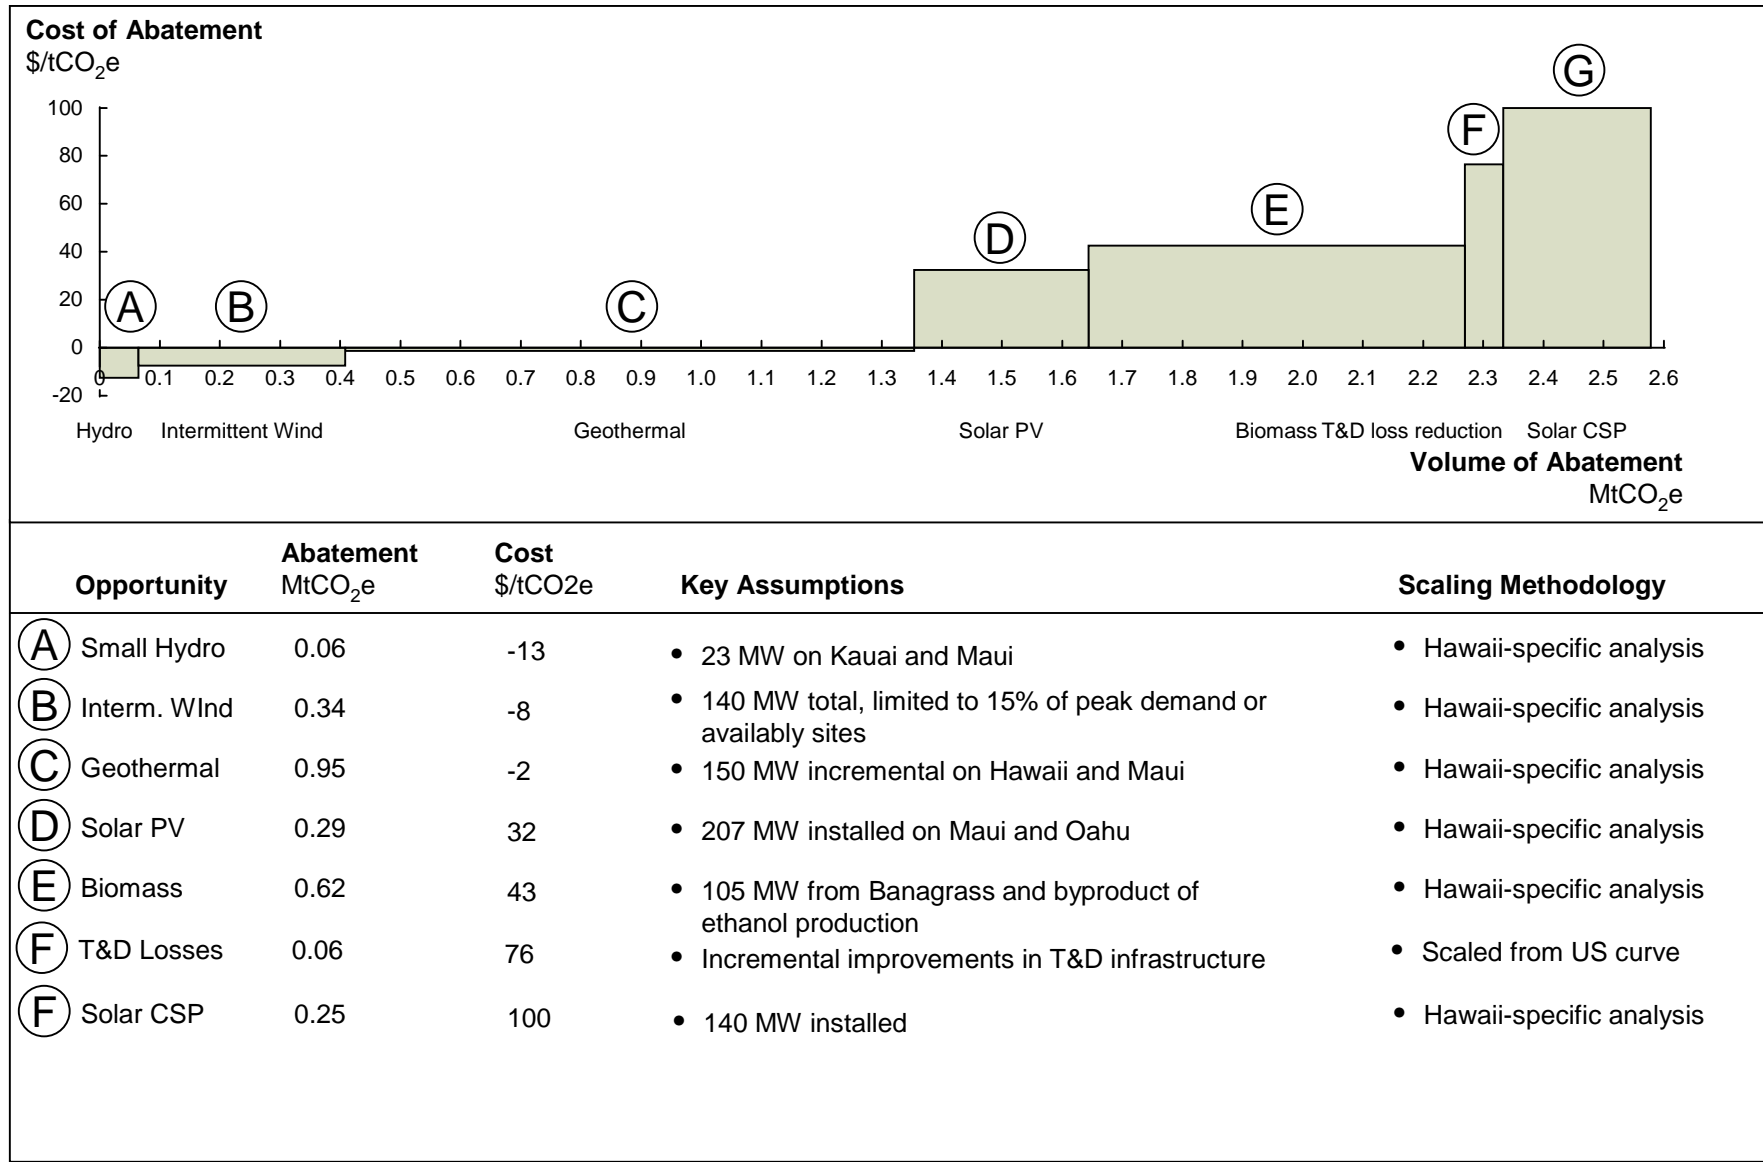 Cost of Abatement
$/tCO2e
G
100
F
80
E
60
D
40
A B C
20
0
0 0.1 0.2 0.3 0.4 0.5 0.6 0.7 0.8 0.9 1.0 1.1 1.2 1.3 1.4 1.5 1.6 1.7 1.8 1.9 2.0 2.1 2.2 2.3 2.4 2.5 2.6
-20
Hydro Intermittent Wind Geothermal Solar PV Biomass T&D loss reduction Solar CSP
Volume of Abatement
MtCO2e
Opportunity Abatement MtCO2e Cost $/tCO2e Key Assumptions Scaling Methodology
A Small Hydro 0.06 -13 • 23 MW on Kauai and Maui • Hawaii-specific analysis
B Interm. WInd 0.34 -8 • 140 MW total, limited to 15% of peak demand or • Hawaii-specific analysis
availably sites
C Geothermal 0.95 -2 • 150 MW incremental on Hawaii and Maui • Hawaii-specific analysis
D Solar PV 0.29 32 • 207 MW installed on Maui and Oahu • Hawaii-specific analysis
E Biomass 0.62 43 • 105 MW from Banagrass and byproduct of • Hawaii-specific analysis
ethanol production
F T&D Losses 0.06 76 • Incremental improvements in T&D infrastructure • Scaled from US curve
F Solar CSP 0.25 100 • 140 MW installed • Hawaii-specific analysis